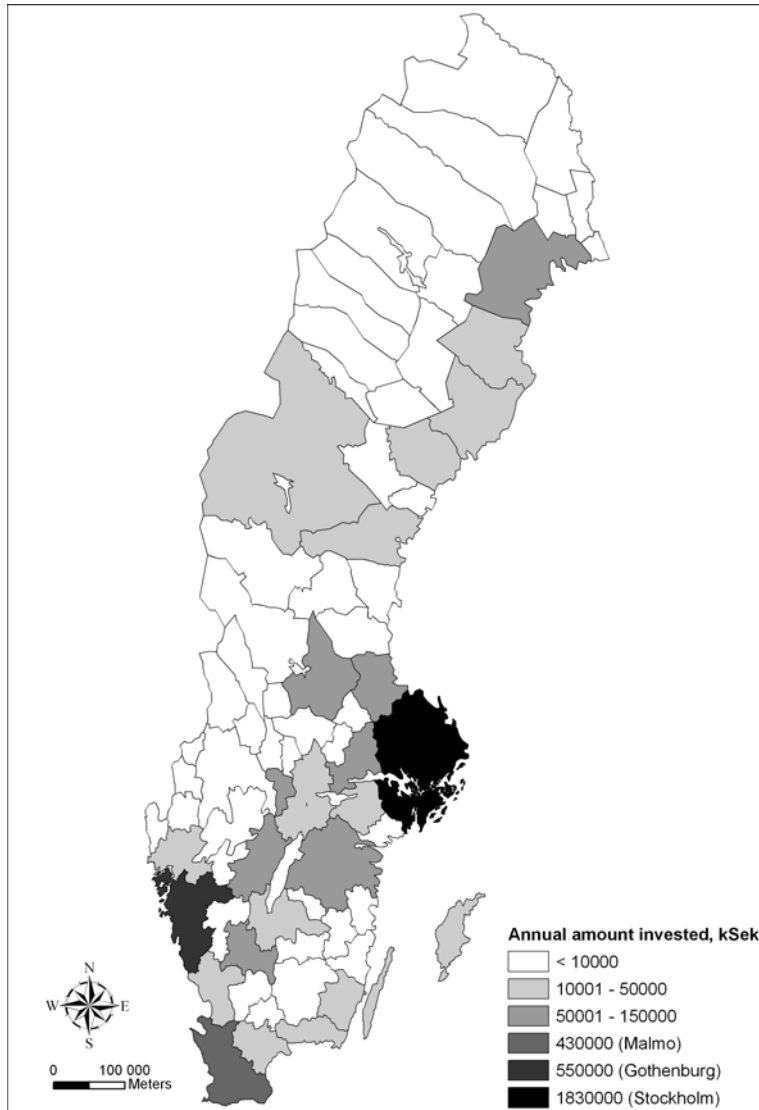 Annual amount invested, kSek
< 10000
10001 - 50000
50001 - 150000
430000 (Malmo)
550000 (Gothenburg)
1830000 (Stockholm)
N
W E
S
0 100 000
Meters